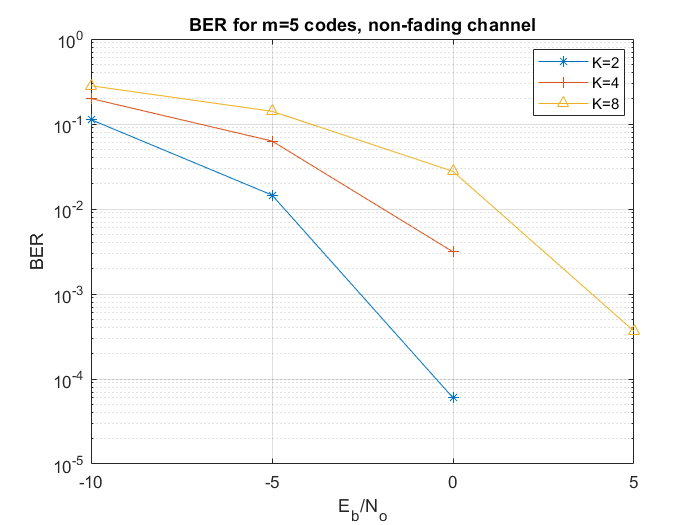 BER for m=5 codes, non-fading channel
K=2
K=4
K=8
BER
10^0
10^-1
10^-2
10^-3
10^-4
10^-5
-10 -5 0 5
E_b/N_o